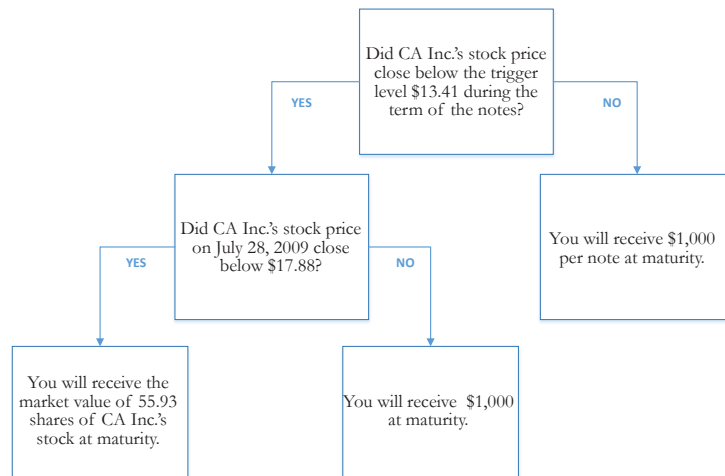 Did CA Inc.'s stock price
close below the trigger
level $13.41 during the
term of the notes?
YES
NO
Did CA Inc.'s stock price
on July 28, 2009 close
below $17.88?
You will receive $1,000
per note at maturity.
YES
NO
You will receive the
market value of 55.93
shares of CA Inc.'s
stock at maturity.
You will receive $1,000
at maturity.